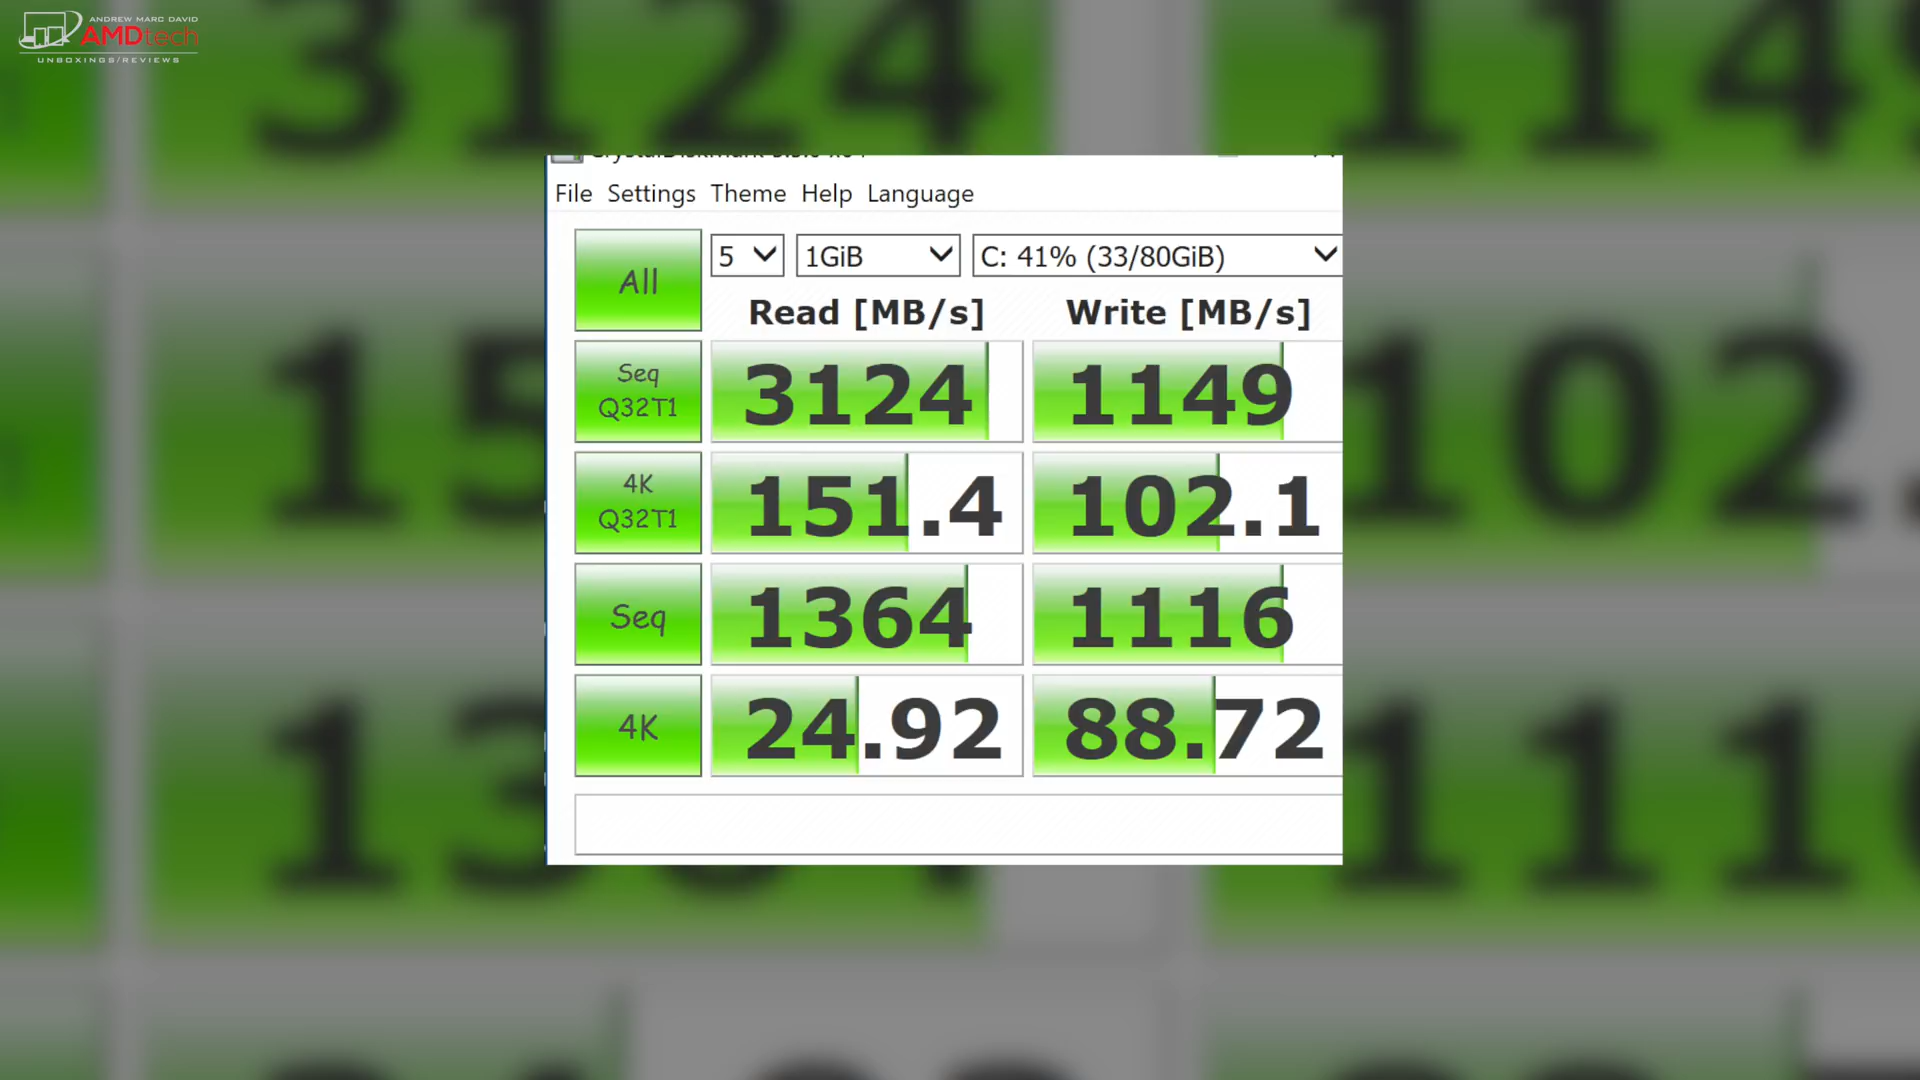 ANDREW MARC DAVID
AMDtech
UNBOXINGS/REVIEWS
File Settings Theme Help Language
All 5 1GiB C: 41% (33/80GiB)
Read [MB/s] Write [MB/s]
Seq
Q32T1 3124 1149
4K
Q32T1 151.4 102.1
Seq 1364 1116
4K 24.92 88.72